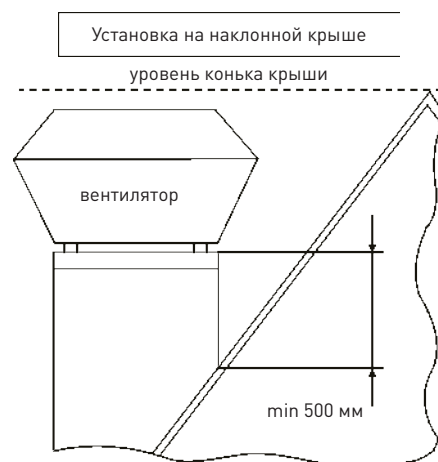 Установка на наклонной крыше
уровень конька крыши
вентилятор
min 500 мм